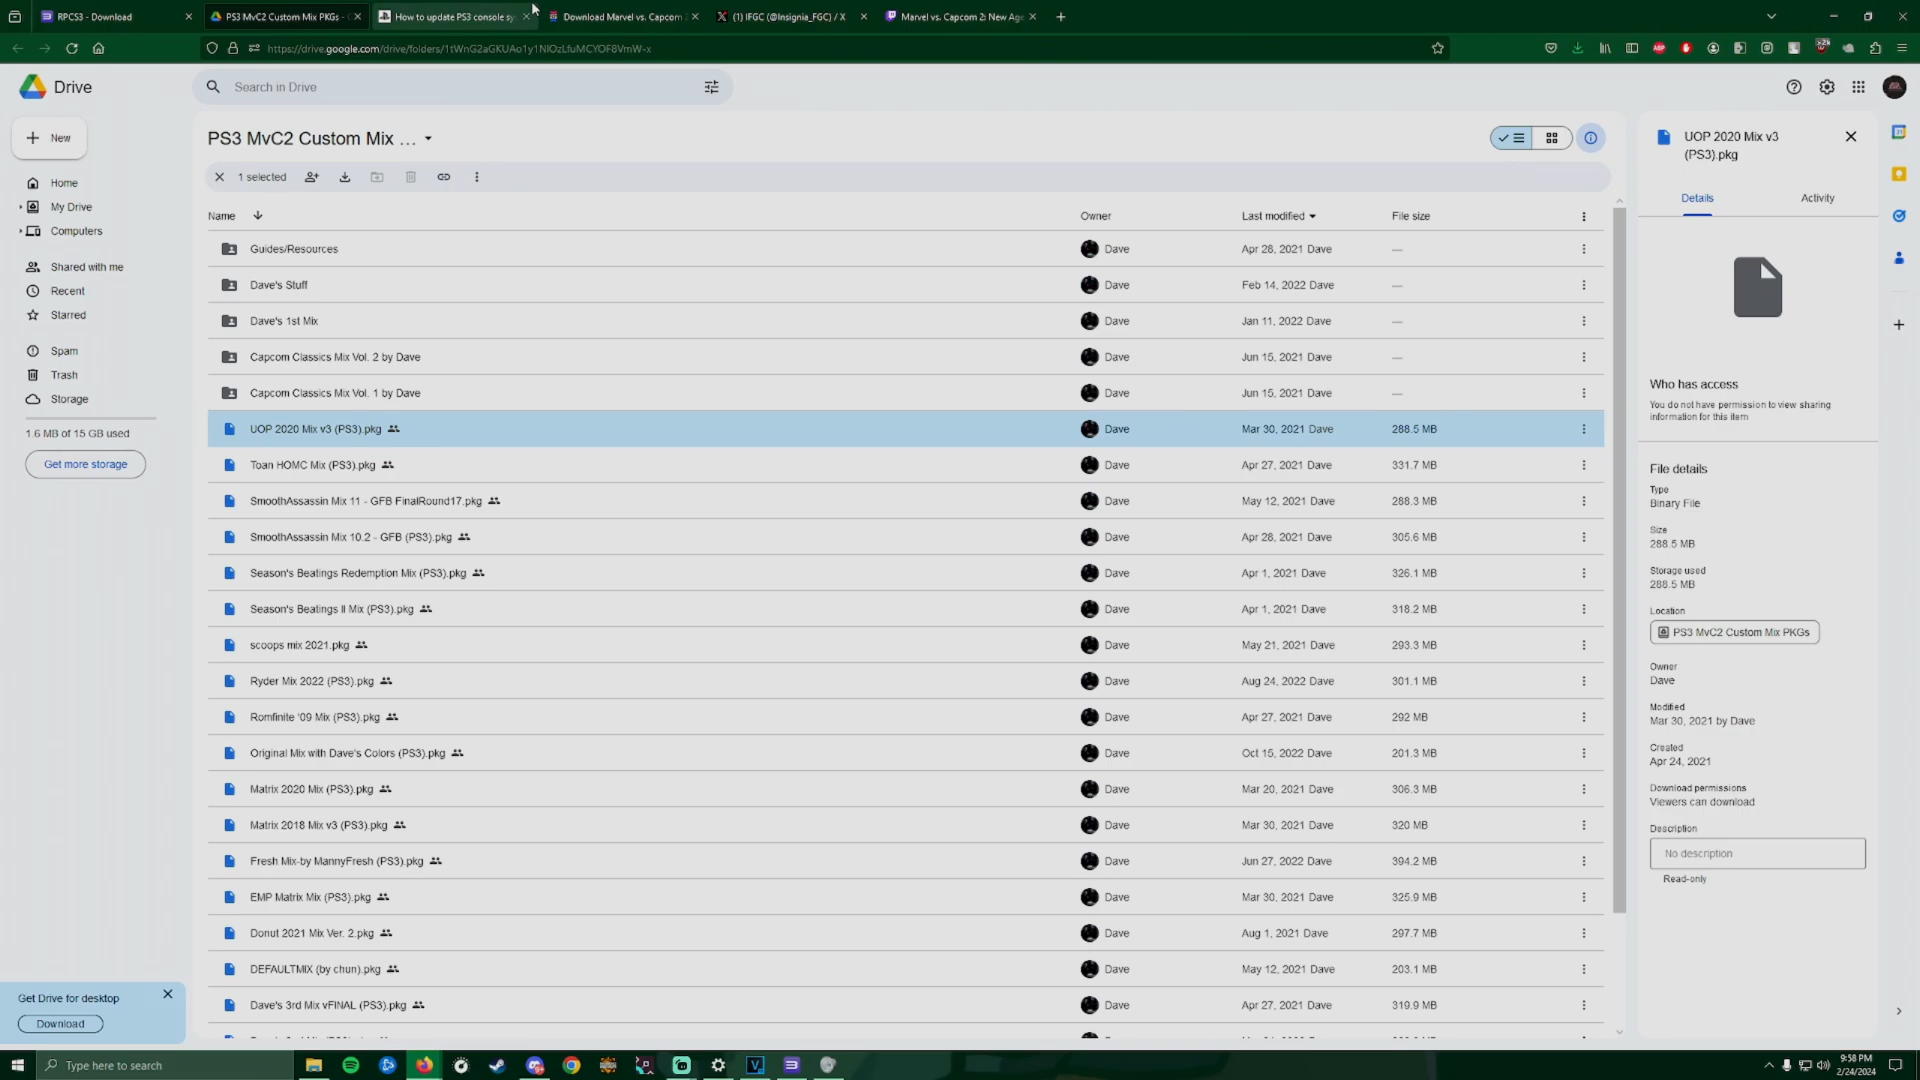 RPCS3 - Download
PS3 MvC2 Custom Mix PKGs -
How to update PS3 console sy
Download Marvel vs. Capcom
(1) IFGC (@Insignia_FGC) / X
Marvel vs. Capcom 2: New Age
https://drive.google.com/drive/folders/1tWnG2aGKUAo1y1NIOzLfuMCYOF8VmW-x
Drive
Search in Drive
New
Home
My Drive
Computers
Shared with me
Recent
Starred
Spam
Trash
Storage
1.6 MB of 15 GB used
Get more storage
Get Drive for desktop
Download
PS3 MvC2 Custom Mix ...
1 selected
Name Owner Last modified File size
Guides/Resources Dave Apr 28, 2021 Dave —
Dave's Stuff Dave Feb 14, 2022 Dave —
Dave's 1st Mix Dave Jan 11, 2022 Dave —
Capcom Classics Mix Vol. 2 by Dave Dave Jun 15, 2021 Dave —
Capcom Classics Mix Vol. 1 by Dave Dave Jun 15, 2021 Dave —
UOP 2020 Mix v3 (PS3).pkg Dave Mar 30, 2021 Dave 288.5 MB
Toan HOMC Mix (PS3).pkg Dave Apr 27, 2021 Dave 331.7 MB
SmoothAssassin Mix 11 - GFB FinalRound17.pkg Dave May 12, 2021 Dave 288.3 MB
SmoothAssassin Mix 10.2 - GFB (PS3).pkg Dave Apr 28, 2021 Dave 305.6 MB
Season's Beatings Redemption Mix (PS3).pkg Dave Apr 1, 2021 Dave 326.1 MB
Season's Beatings II Mix (PS3).pkg Dave Apr 1, 2021 Dave 318.2 MB
scoops mix 2021.pkg Dave May 21, 2021 Dave 293.3 MB
Ryder Mix 2022 (PS3).pkg Dave Aug 24, 2022 Dave 301.1 MB
Romfinite '09 Mix (PS3).pkg Dave Apr 27, 2021 Dave 292 MB
Original Mix with Dave's Colors (PS3).pkg Dave Oct 15, 2022 Dave 201.3 MB
Matrix 2020 Mix (PS3).pkg Dave Mar 20, 2021 Dave 306.3 MB
Matrix 2018 Mix v3 (PS3).pkg Dave Mar 30, 2021 Dave 320 MB
Fresh Mix-by MannyFresh (PS3).pkg Dave Jun 27, 2022 Dave 394.2 MB
EMP Matrix Mix (PS3).pkg Dave Mar 30, 2021 Dave 325.9 MB
Donut 2021 Mix Ver. 2.pkg Dave Aug 1, 2021 Dave 297.7 MB
DEFAULTMIX (by chun).pkg Dave May 12, 2021 Dave 203.1 MB
Dave's 3rd Mix vFINAL (PS3).pkg Dave Apr 27, 2021 Dave 319.9 MB
UOP 2020 Mix v3
(PS3).pkg
Details Activity
Who has access
You do not have permission to view sharing
information for this item
File details
Type
Binary File
Size
288.5 MB
Storage used
288.5 MB
Location
PS3 MvC2 Custom Mix PKGs
Owner
Dave
Modified
Mar 30, 2021 by Dave
Created
Apr 24, 2021
Download permissions
Viewers can download
Description
No description
Read-only
Type here to search
9:58 PM
2/24/2024